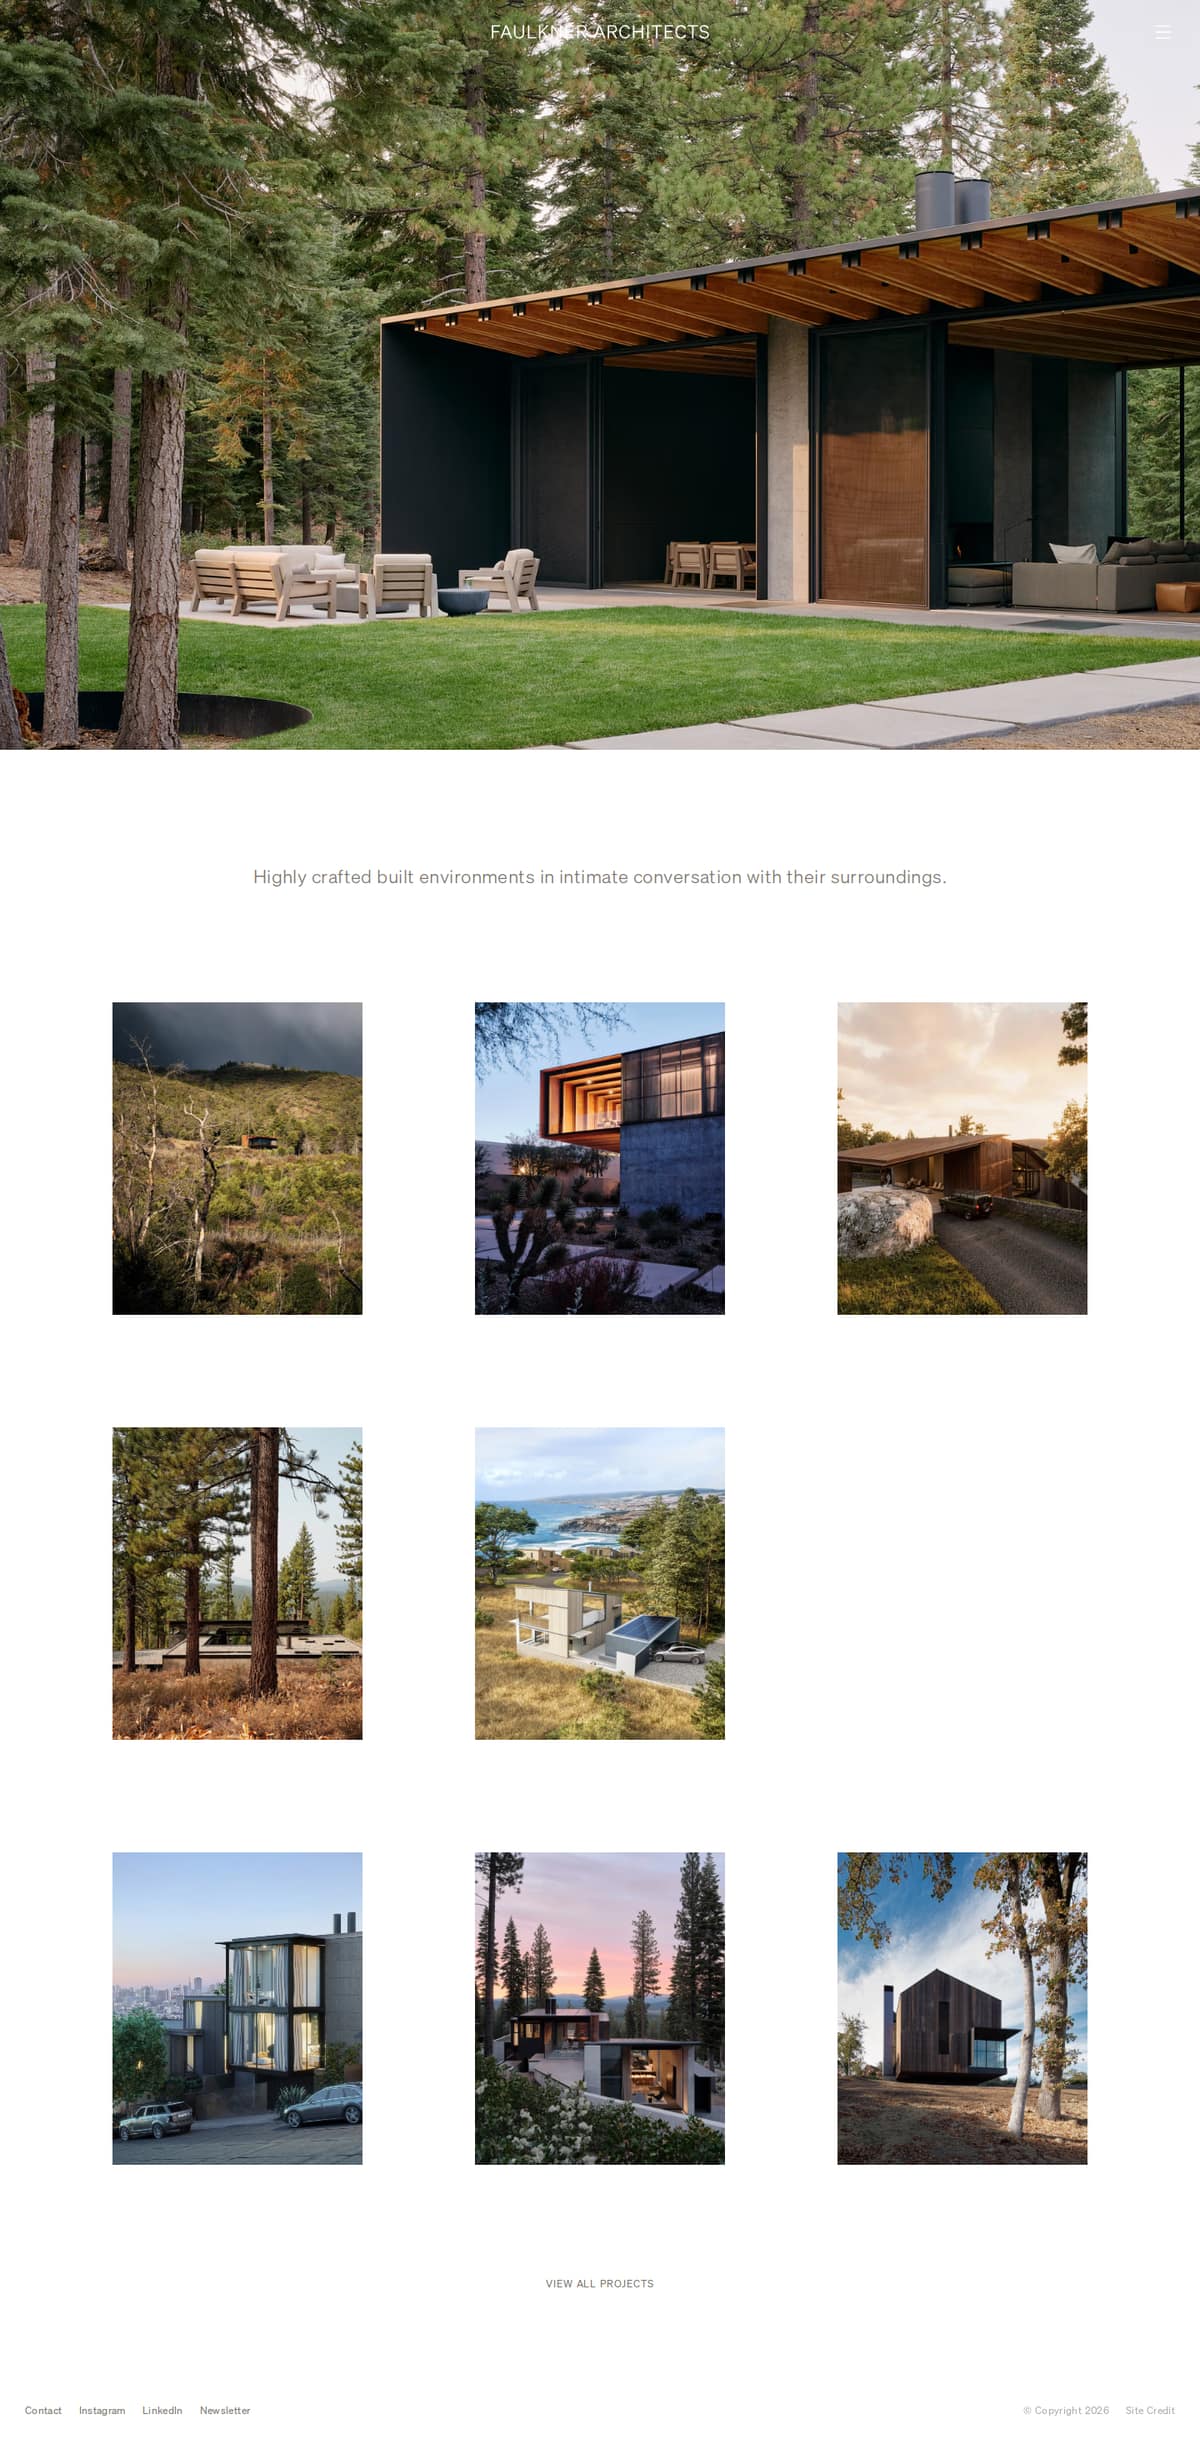 FAULKNER ARCHITECTS
Highly crafted built environments in intimate conversation with their surroundings.
VIEW ALL PROJECTS
Contact Instagram LinkedIn Newsletter © Copyright 2026 Site Credit